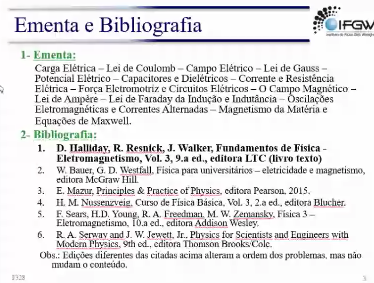 Ementa e Bibliografia
IFGW
1- Ementa:
Carga Elétrica – Lei de Coulomb – Campo Elétrico – Lei de Gauss –
Potencial Elétrico – Capacitores e Dielétricos – Corrente e Resistência
Elétrica – Força Eletromotriz e Circuitos Elétricos – O Campo Magnético –
Lei de Ampère – Lei de Faraday da Indução e Indutância – Oscilações
Eletromagnéticas e Correntes Alternadas – Magnetismo da Matéria e
Equações de Maxwell.
2- Bibliografia:
1. D. Halliday, R. Resnick, J. Walker, Fundamentos de Física -
Eletromagnetismo, Vol. 3, 9.a ed., editora LTC (livro texto)
2. W. Bauer, G. D. Westfall, Física para universitários – eletricidade e magnetismo,
editora McGraw Hill.
3. E. Mazur, Principles & Practice of Physics, editora Pearson, 2015.
4. H. M. Nussenzveig, Curso de Física Básica, Vol. 3, 2.a ed., editora Blucher.
5. F. Sears, H.D. Young, R. A. Freedman, M. W. Zemansky, Física 3 –
Eletromagnetismo, 10.a ed., editora Addison Wesley.
6. R. A. Serway and J. W. Jewett, Jr., Physics for Scientists and Engineers with
Modern Physics, 9th ed., editora Thomson Brooks/Cole.
Obs.: Edições diferentes das citadas acima alteram a ordem dos problemas, mas não
mudam o conteúdo.
F328
3